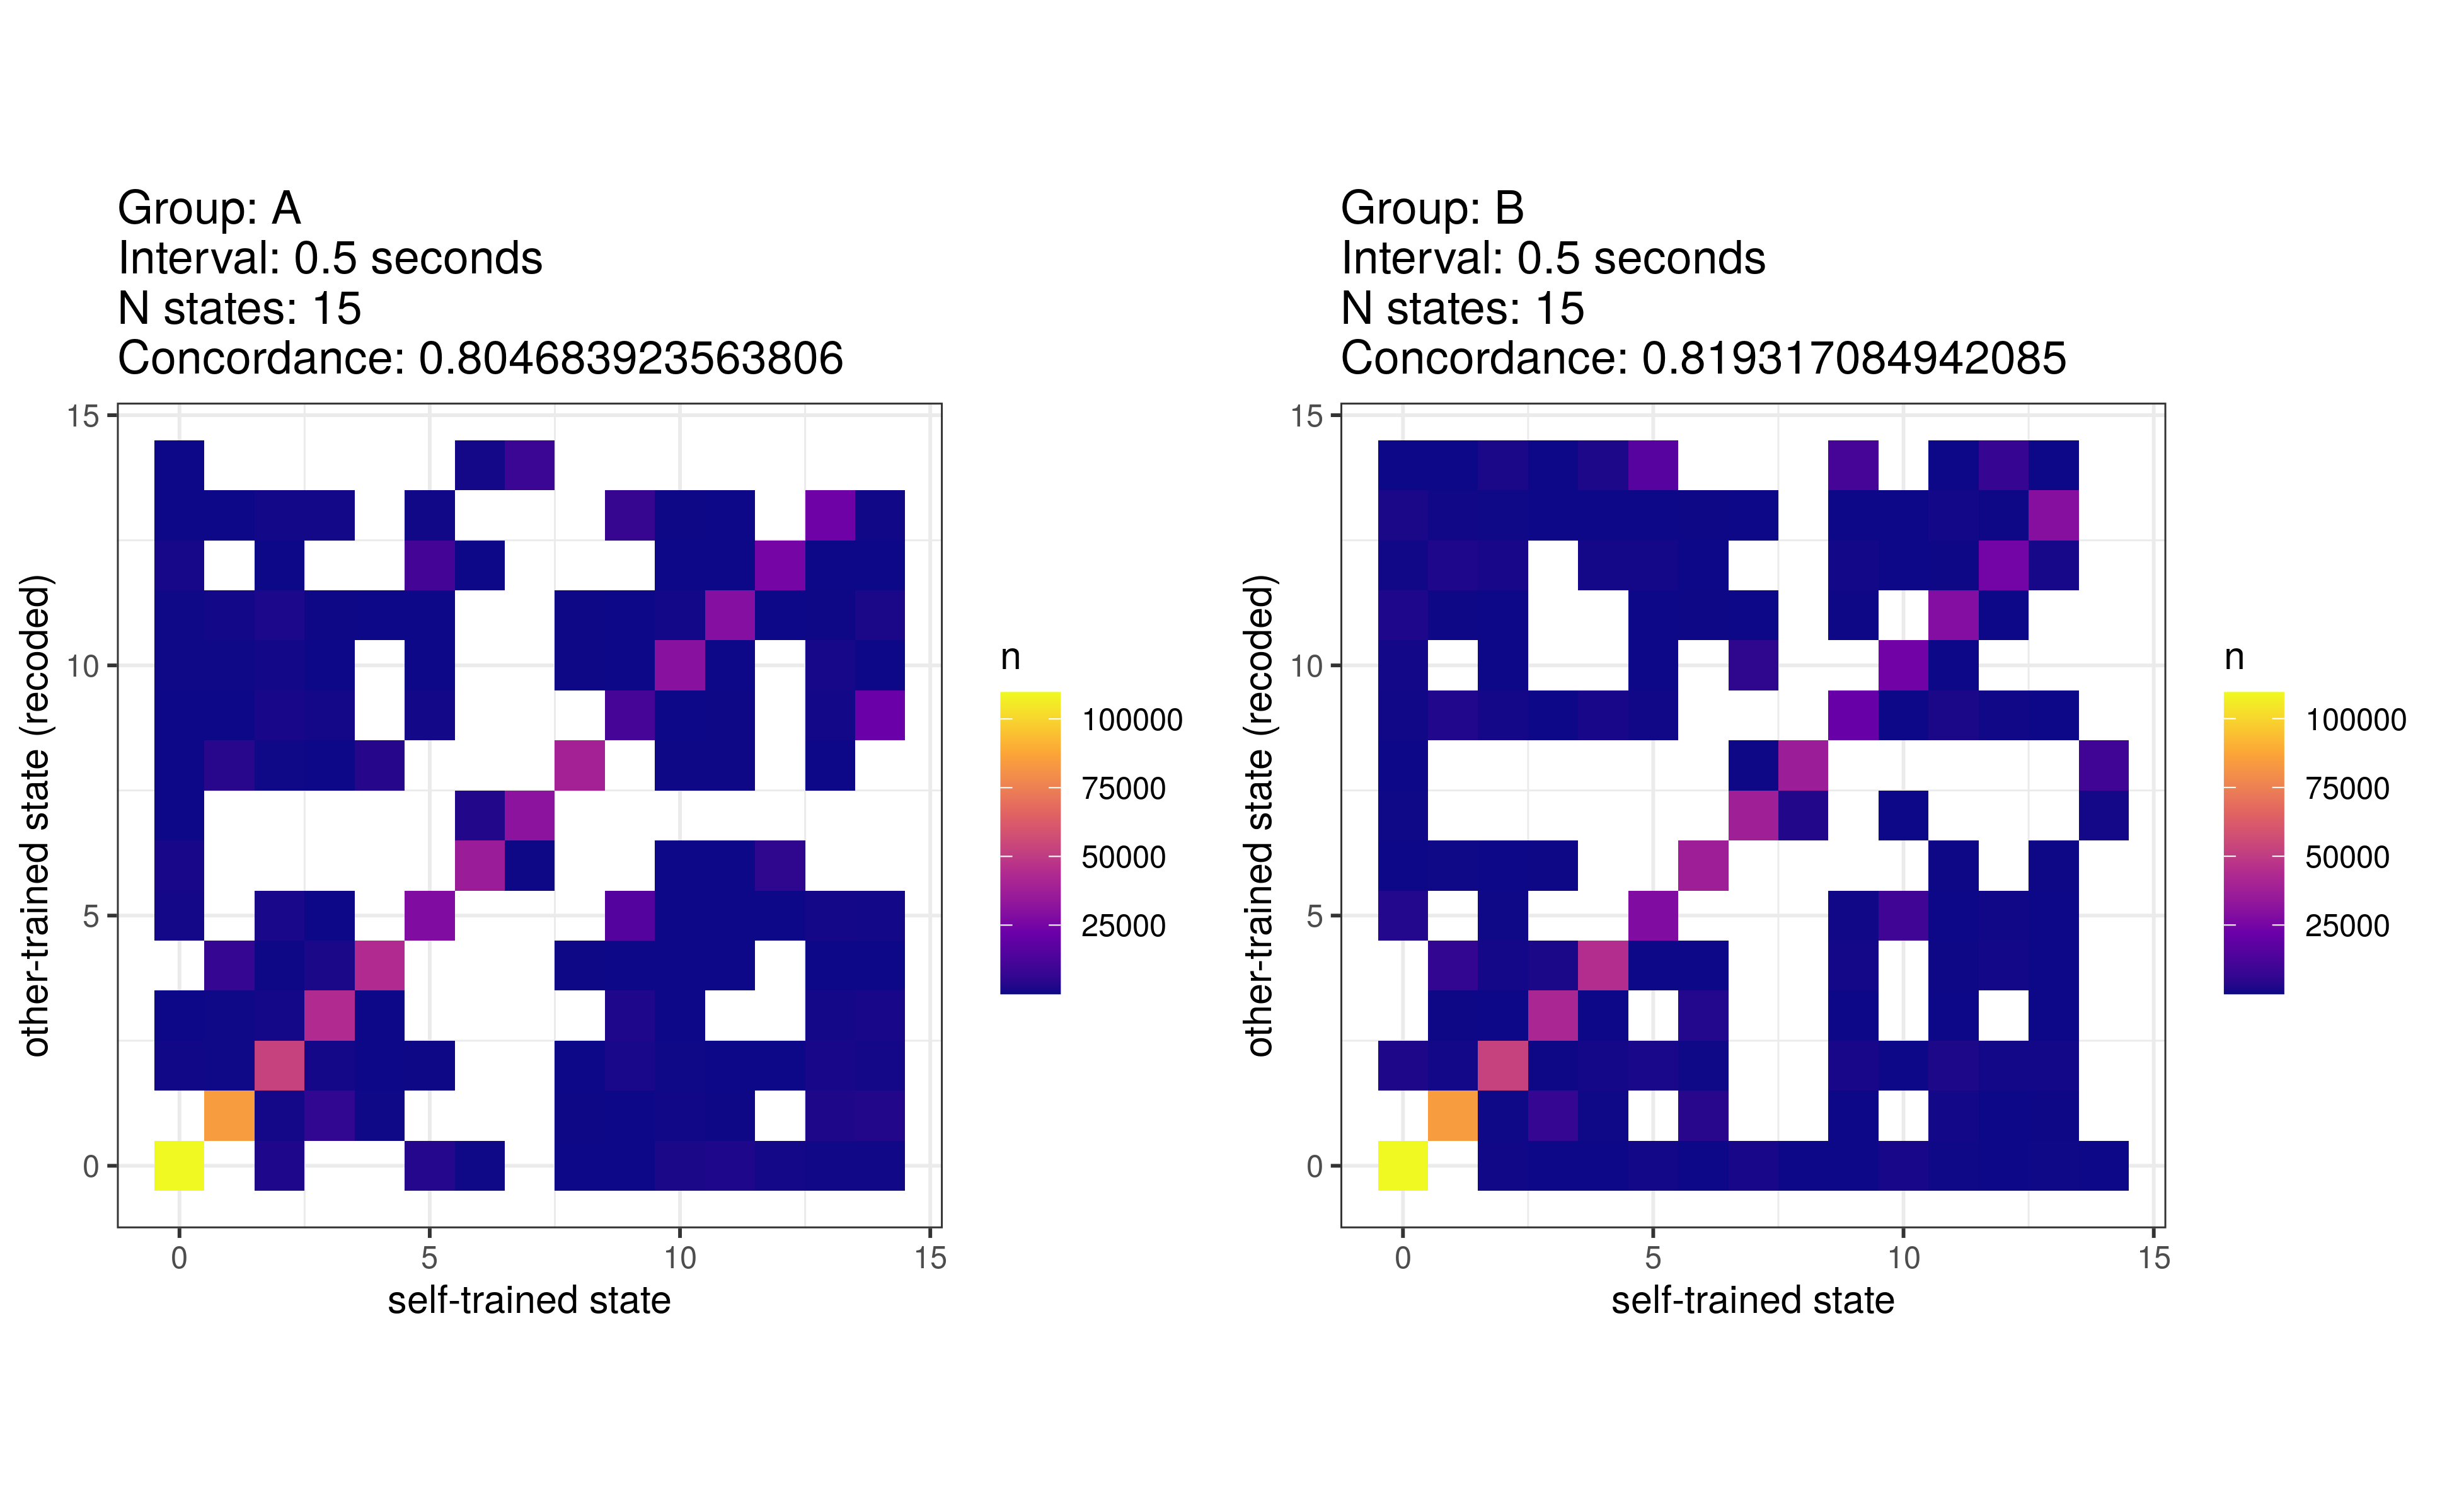 Group: A
Interval: 0.5 seconds
N states: 15
Concordance: 0.804683923563806
15
10
5
0
other-trained state (recoded)
0 5 10 15
self-trained state
n
100000
75000
50000
25000
Group: B
Interval: 0.5 seconds
N states: 15
Concordance: 0.819317084942085
15
10
5
0
other-trained state (recoded)
0 5 10 15
self-trained state
n
100000
75000
50000
25000